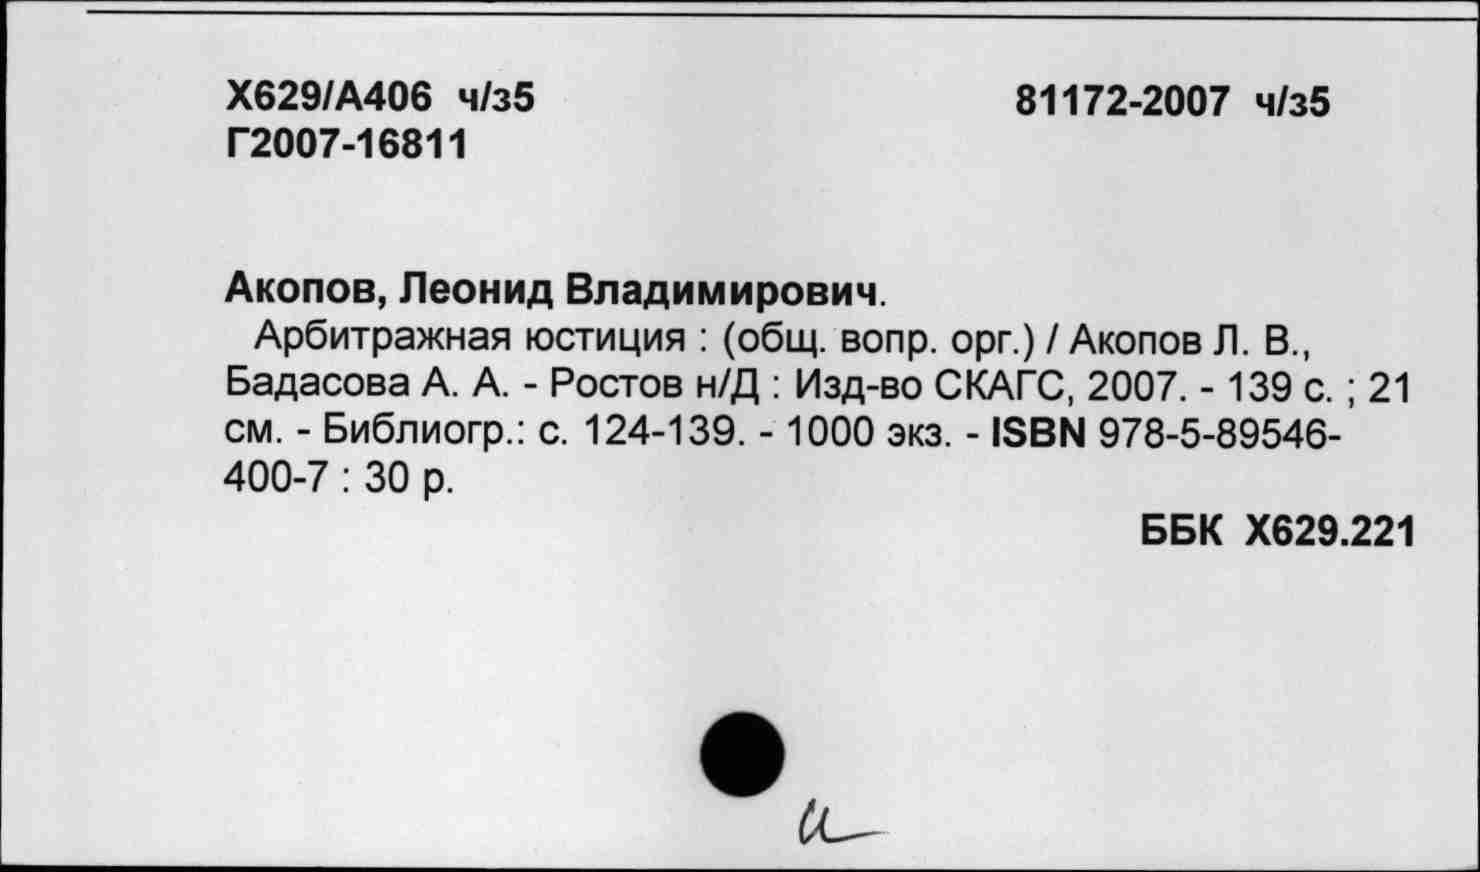 Х629/А406 ч/з5 81172-2007 ч/з5
Г2007-16811
Акопов, Леонид Владимирович.
Арбитражная юстиция : (общ. вопр. орг.) / Акопов Л. В.,
Бадасова А. А. - Ростов н/Д : Изд-во СКАГС, 2007. - 139 с. ; 21
см. - Библиогр.: с. 124-139. - 1000 экз. - ISBN 978-5-89546-
400-7 : 30 р.
ББК Х629.221
и